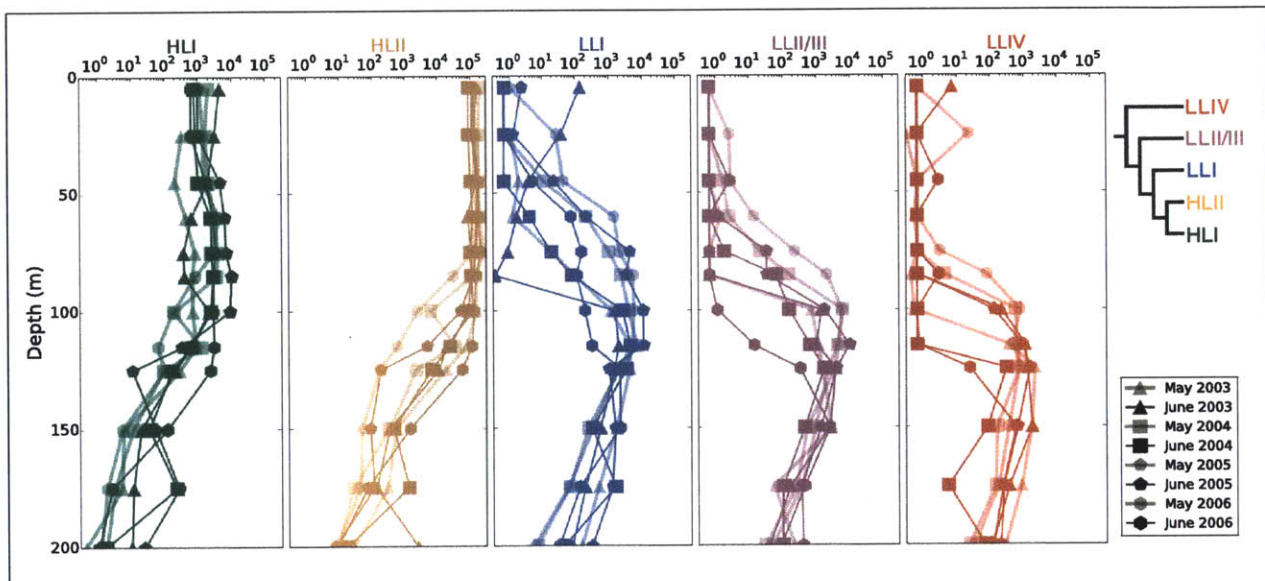 HLI HLII LLI LLII/III LLIV
10⁰ 10¹ 10² 10³ 10⁴ 10⁵ 10⁰ 10¹ 10² 10³ 10⁴ 10⁵ 10⁰ 10¹ 10² 10³ 10⁴ 10⁵ 10⁰ 10¹ 10² 10³ 10⁴ 10⁵ 10⁰ 10¹ 10² 10³ 10⁴ 10⁵
0
50
100
150
200
Depth (m)
LLIV
LLII/III
LLI
HLII
HLI
May 2003
June 2003
May 2004
June 2004
May 2005
June 2005
May 2006
June 2006